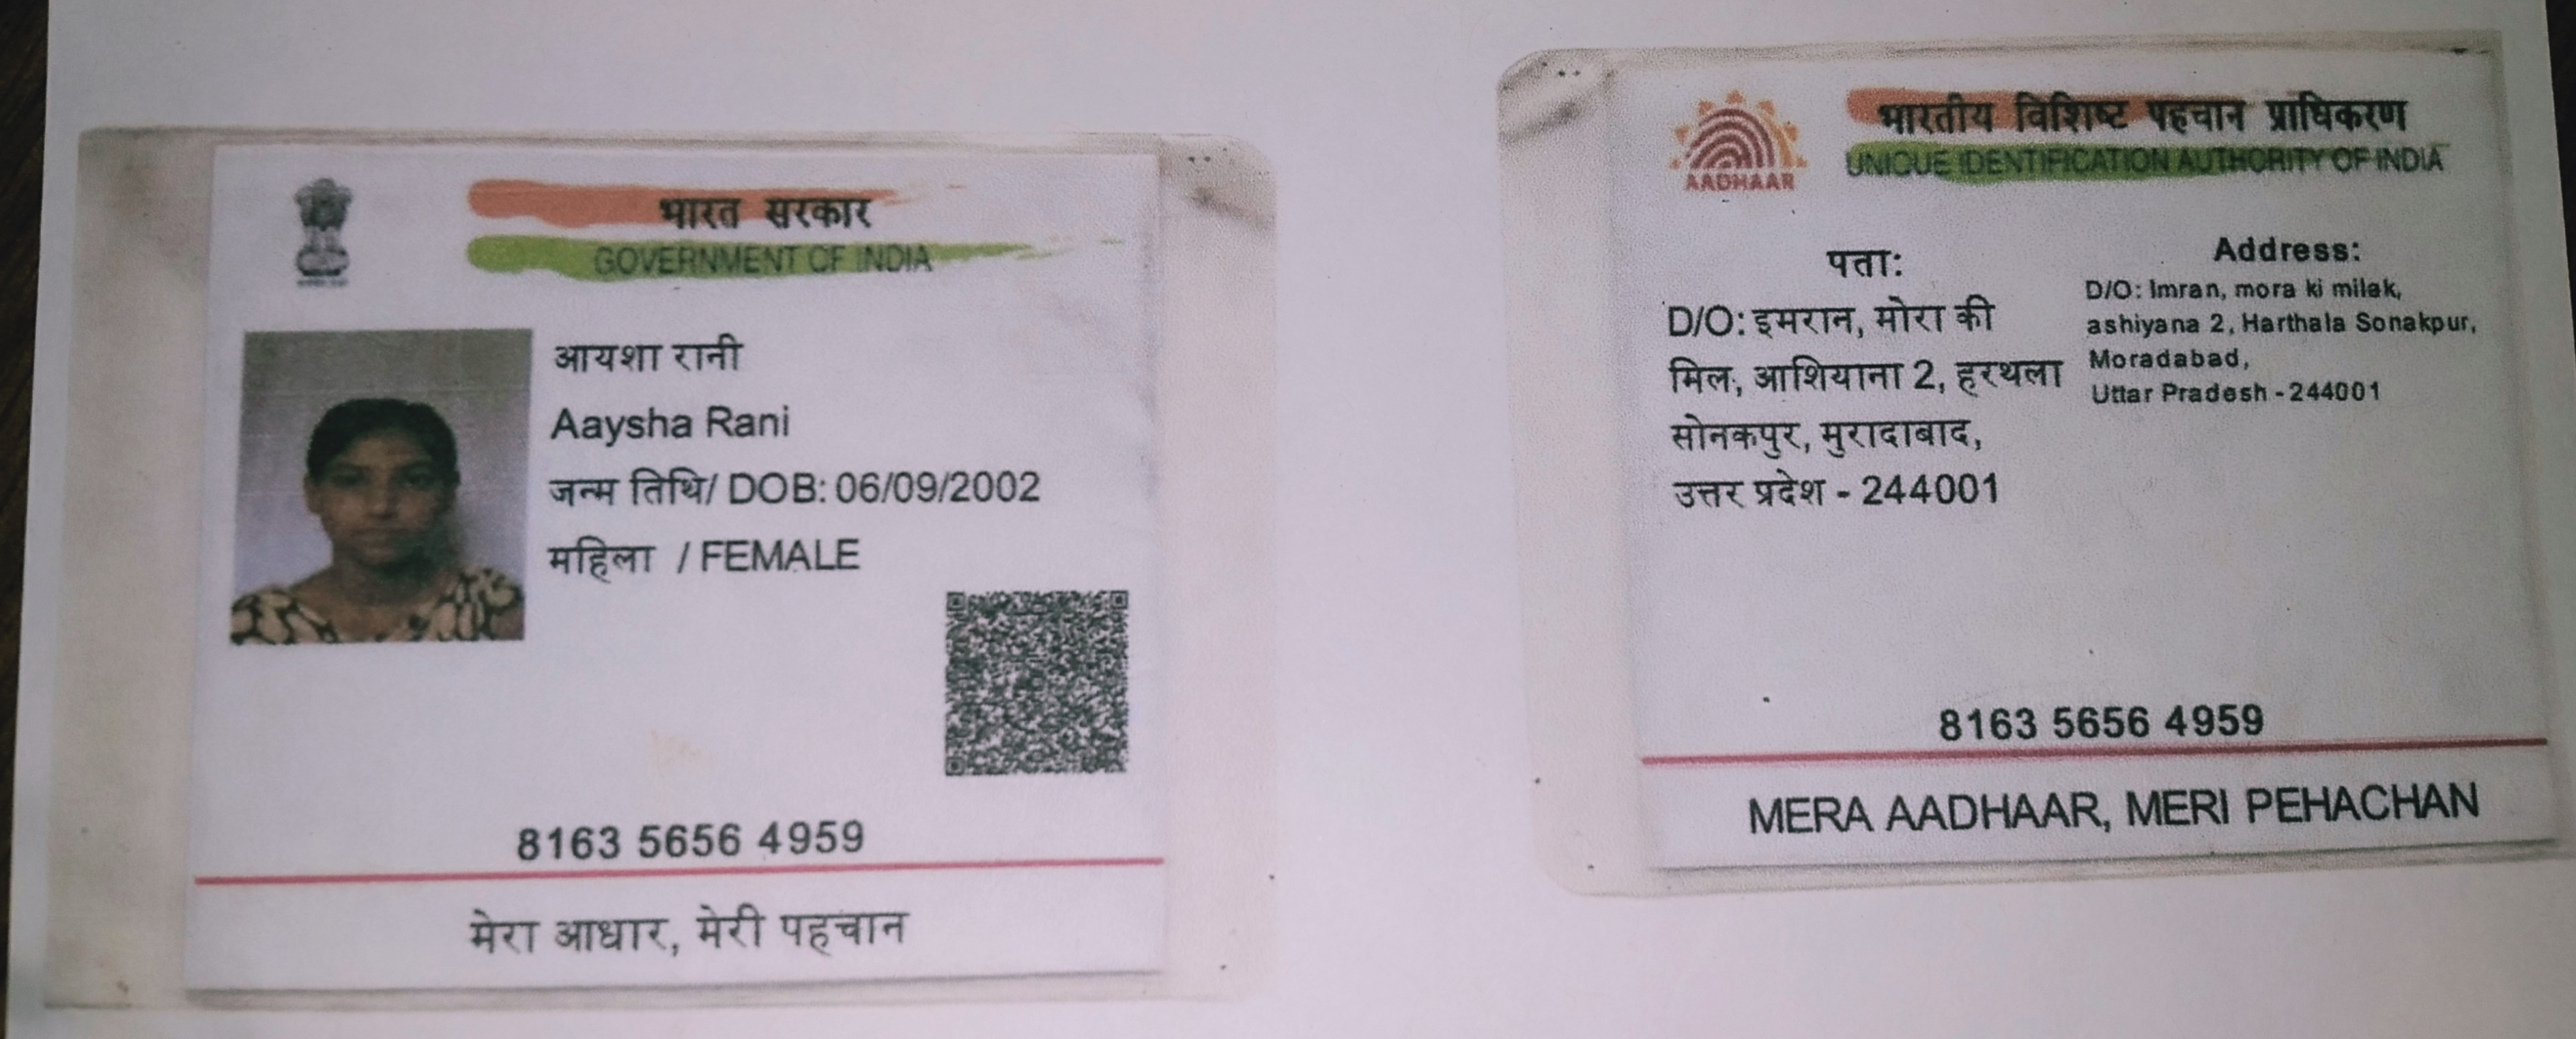 भारत सरकार
GOVERNMENT OF INDIA
आयशा रानी
Aaysha Rani
जन्म तिथि/ DOB: 06/09/2002
महिला / FEMALE
8163 5656 4959
मेरा आधार, मेरी पहचान
AADHAAR
भारतीय विशिष्ट पहचान प्राधिकरण
UNIQUE IDENTIFICATION AUTHORITY OF INDIA
पता:
D/O: इमरान, मोरा की
मिल, आशियाना 2, हरथला
सोनकपुर, मुरादाबाद,
उत्तर प्रदेश - 244001
Address:
D/O: Imran, mora ki milak,
ashiyana 2, Harthala Sonakpur,
Moradabad,
Uttar Pradesh - 244001
8163 5656 4959
MERA AADHAAR, MERI PEHACHAN